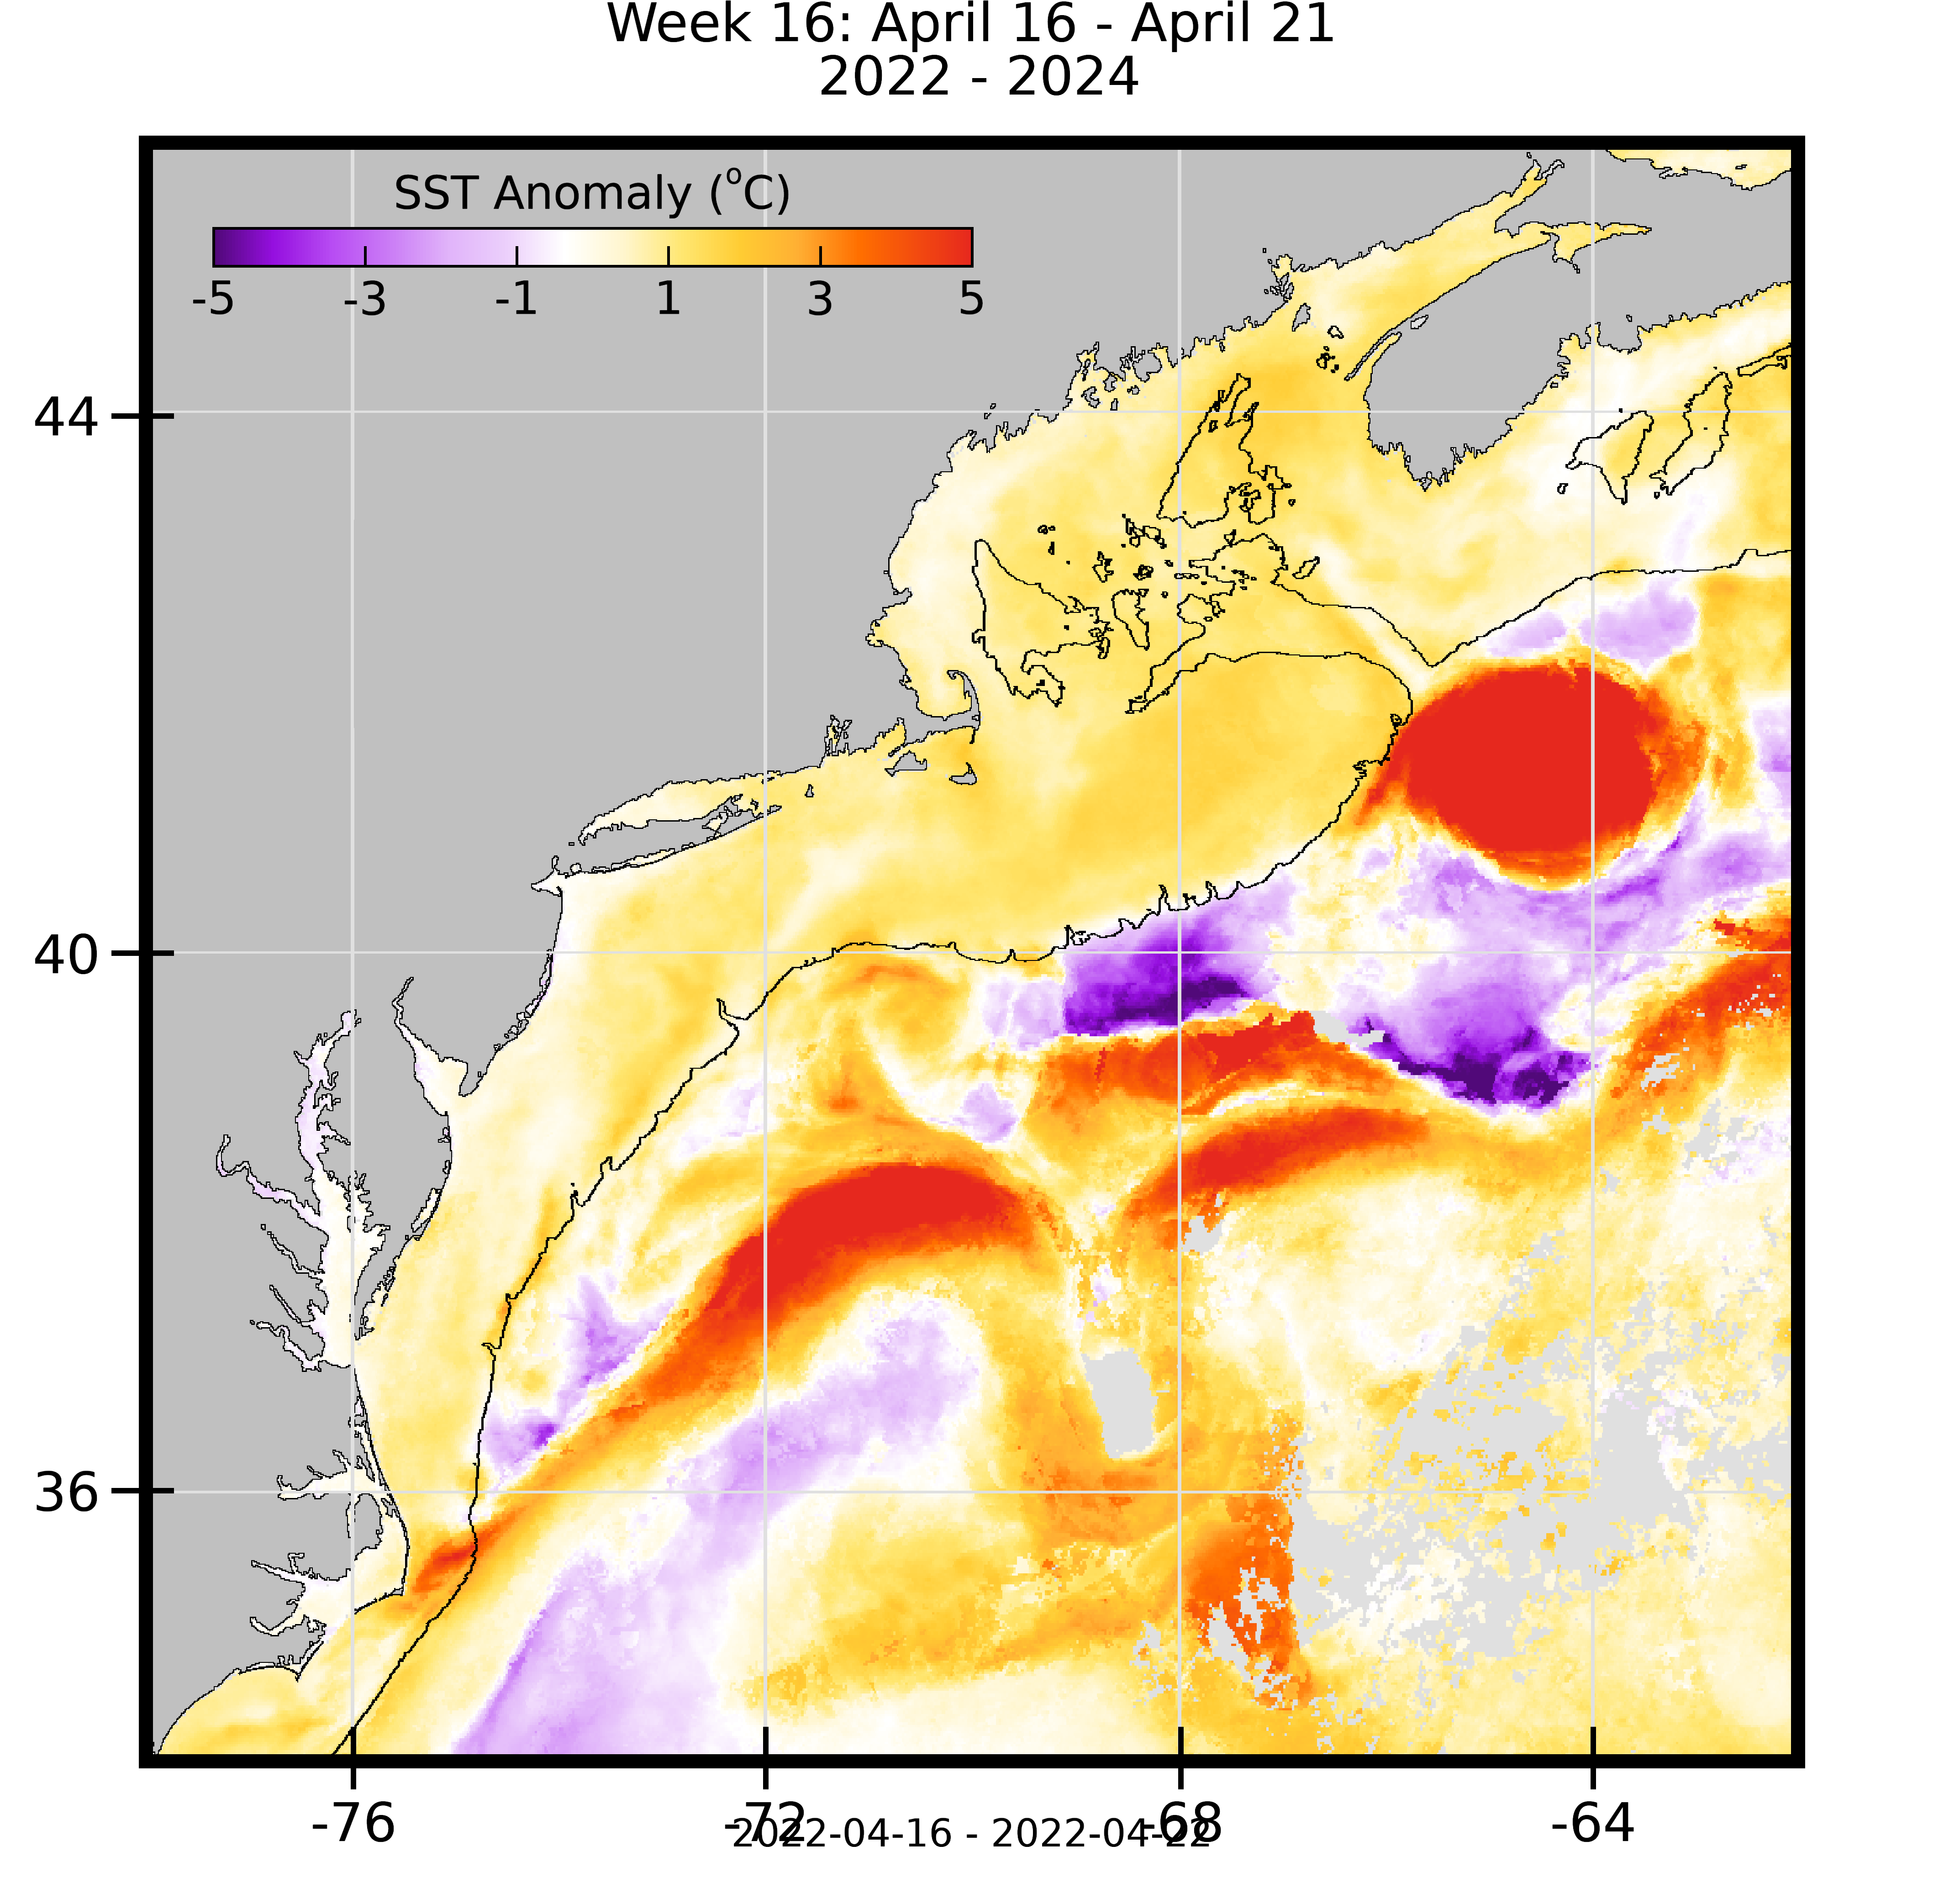 Week 16: April 16 - April 21
2022 - 2024
SST Anomaly (°C)
-5 -3 -1 1 3 5
44
40
36
-76 -72 -68 -64
2022-04-16 - 2022-04-22